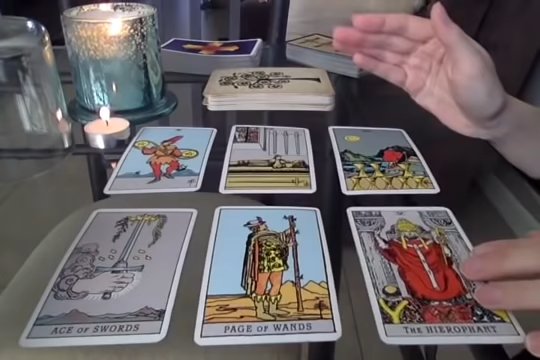 ACE OF SWORDS
PAGE OF WANDS
THE HIEROPHANT